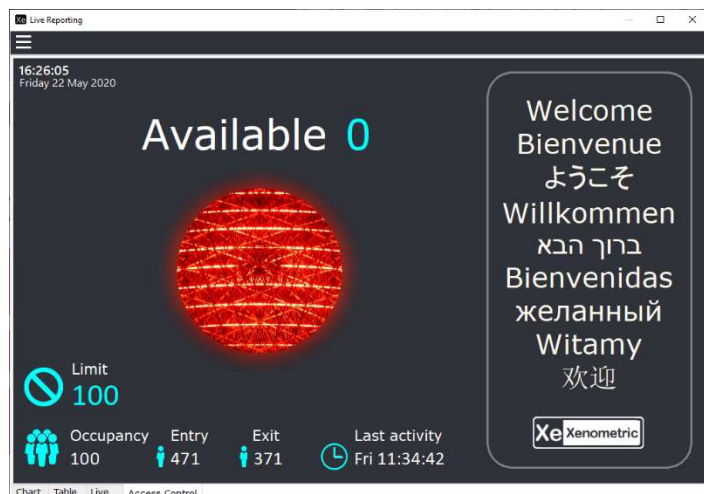 Xe Live Reporting
16:26:05
Friday 22 May 2020
Available 0
Limit
100
Occupancy
100
Entry
471
Exit
371
Last activity
Fri 11:34:42
Welcome
Bienvenue
ようこそ
Willkommen
ברוך הבא
Bienvenidas
желанный
Witamy
欢迎
Xe Xenometric
Chart Table Live Access Control